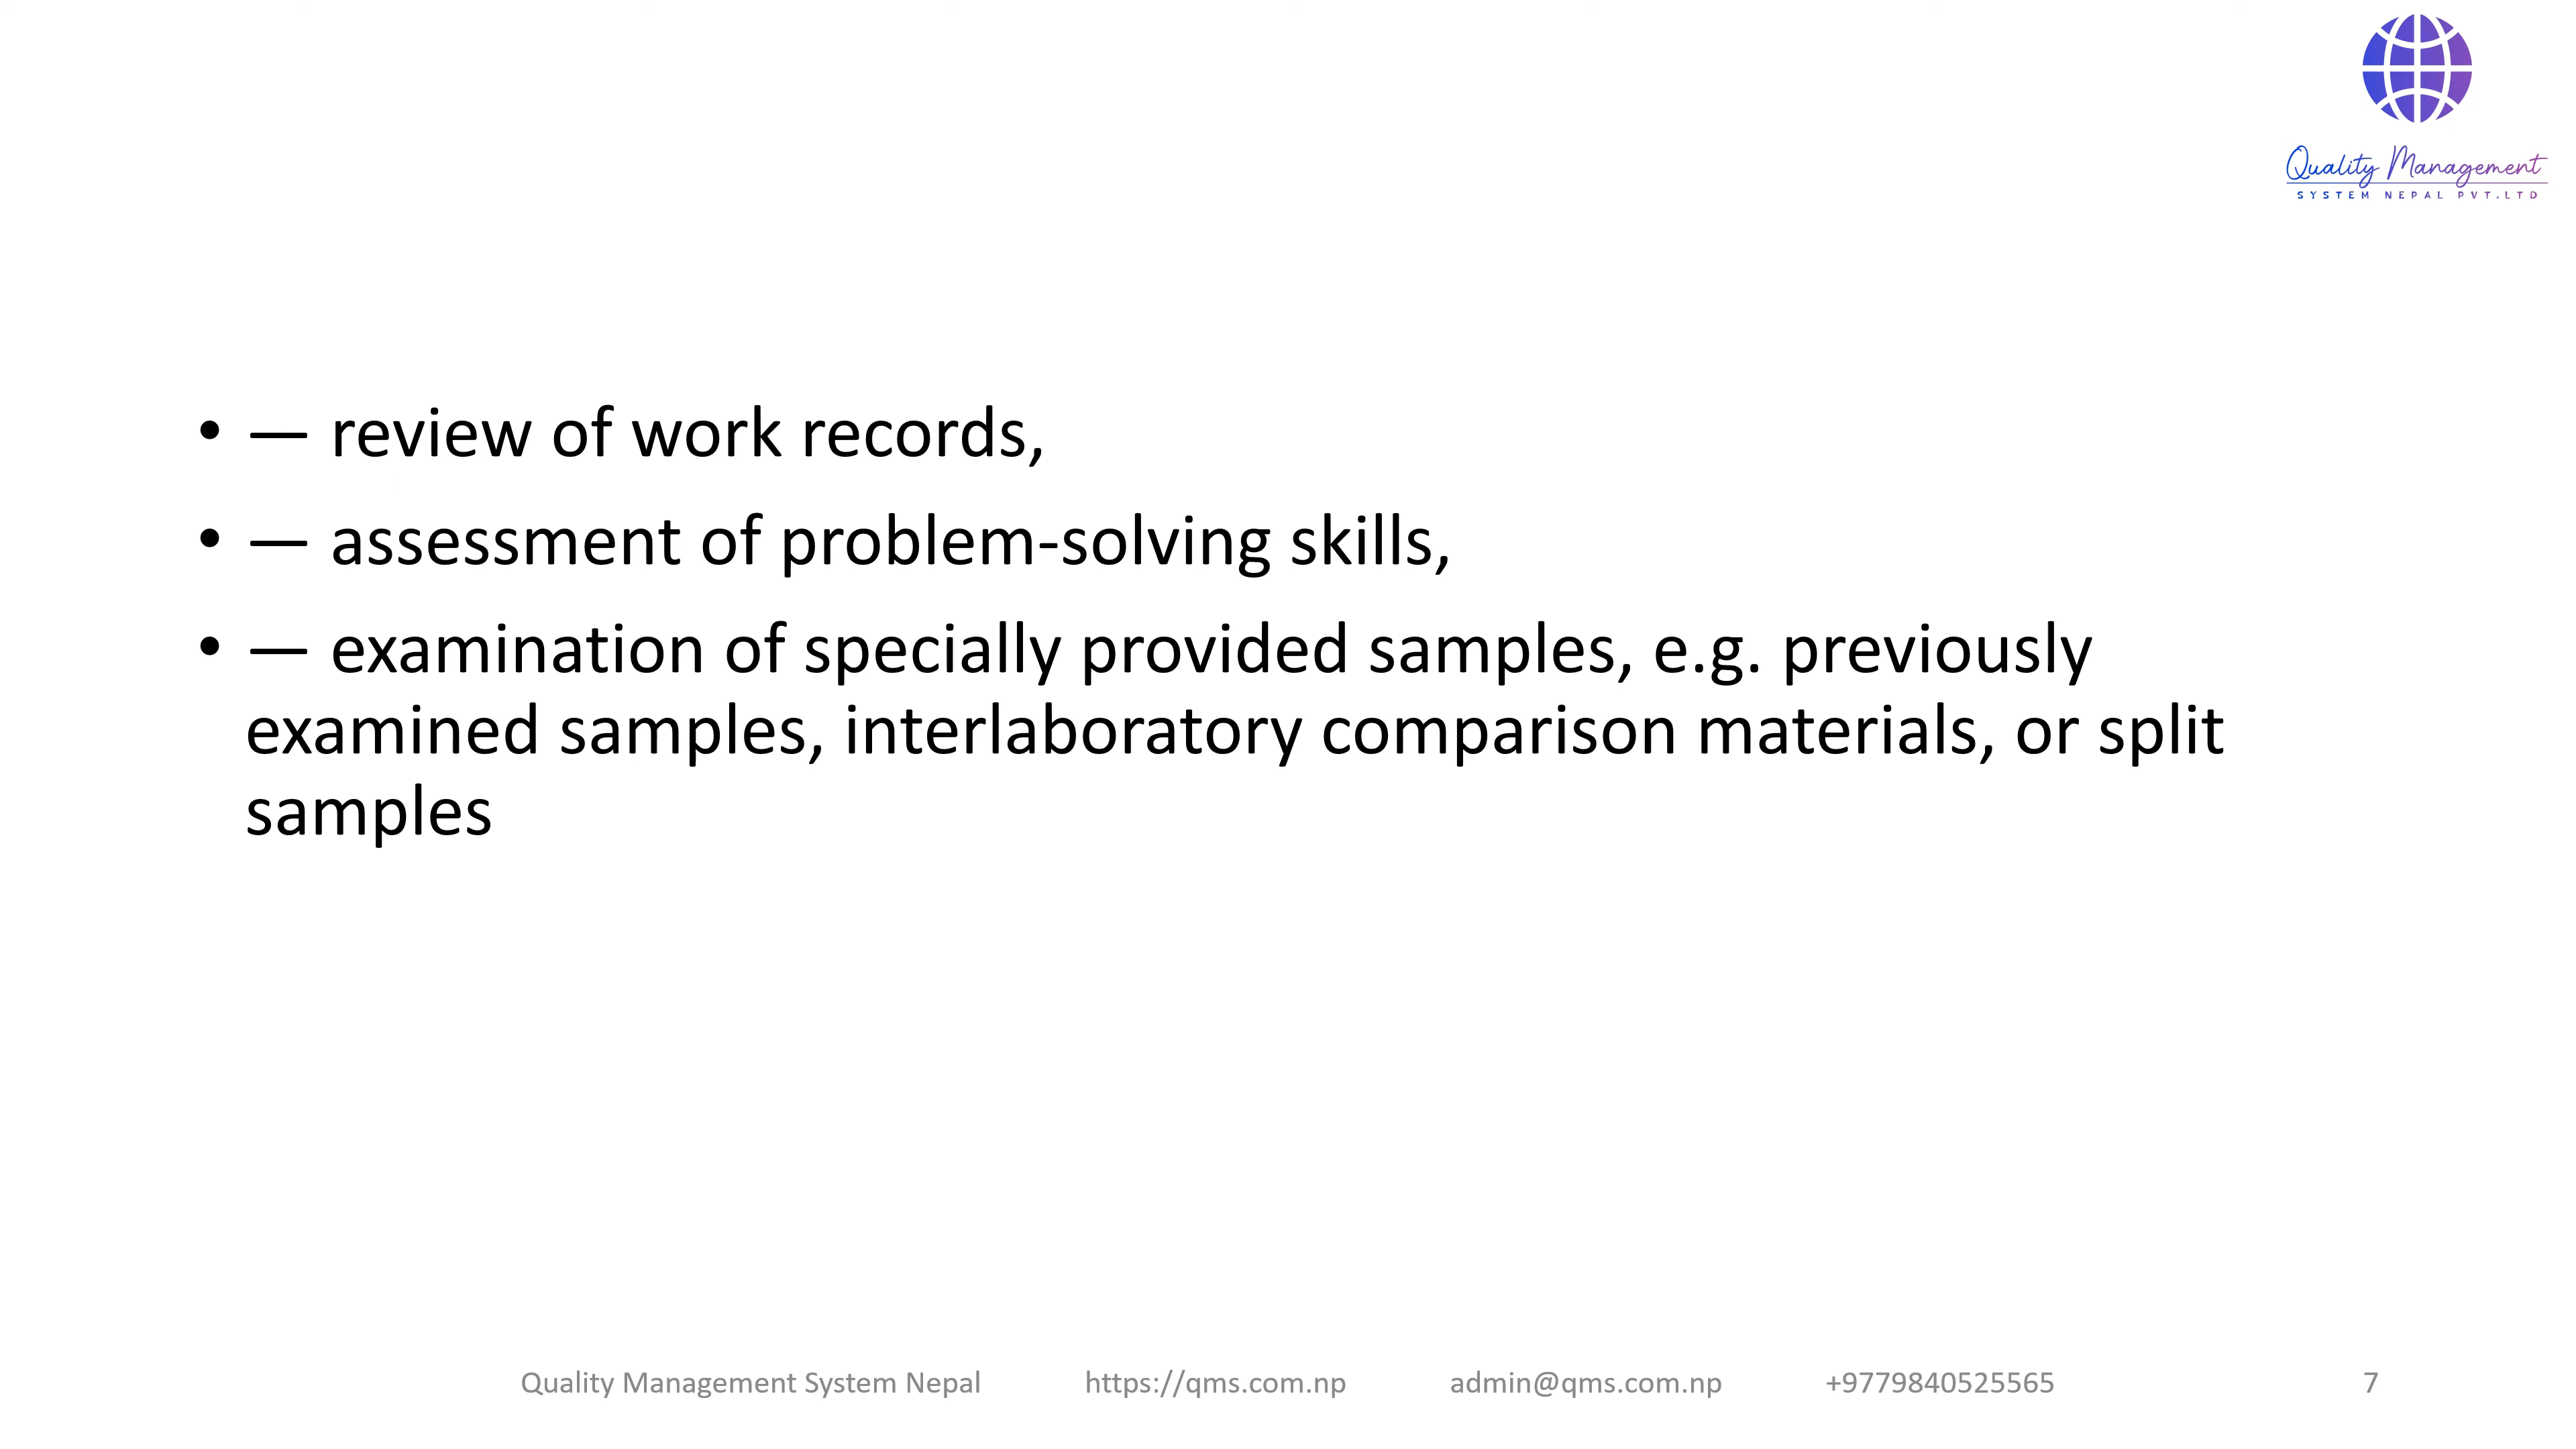 Quality Management
SYSTEM NEPAL PVT.LTD
• — review of work records,
• — assessment of problem-solving skills,
• — examination of specially provided samples, e.g. previously
examined samples, interlaboratory comparison materials, or split
samples
Quality Management System Nepal https://qms.com.np admin@qms.com.np +9779840525565 7